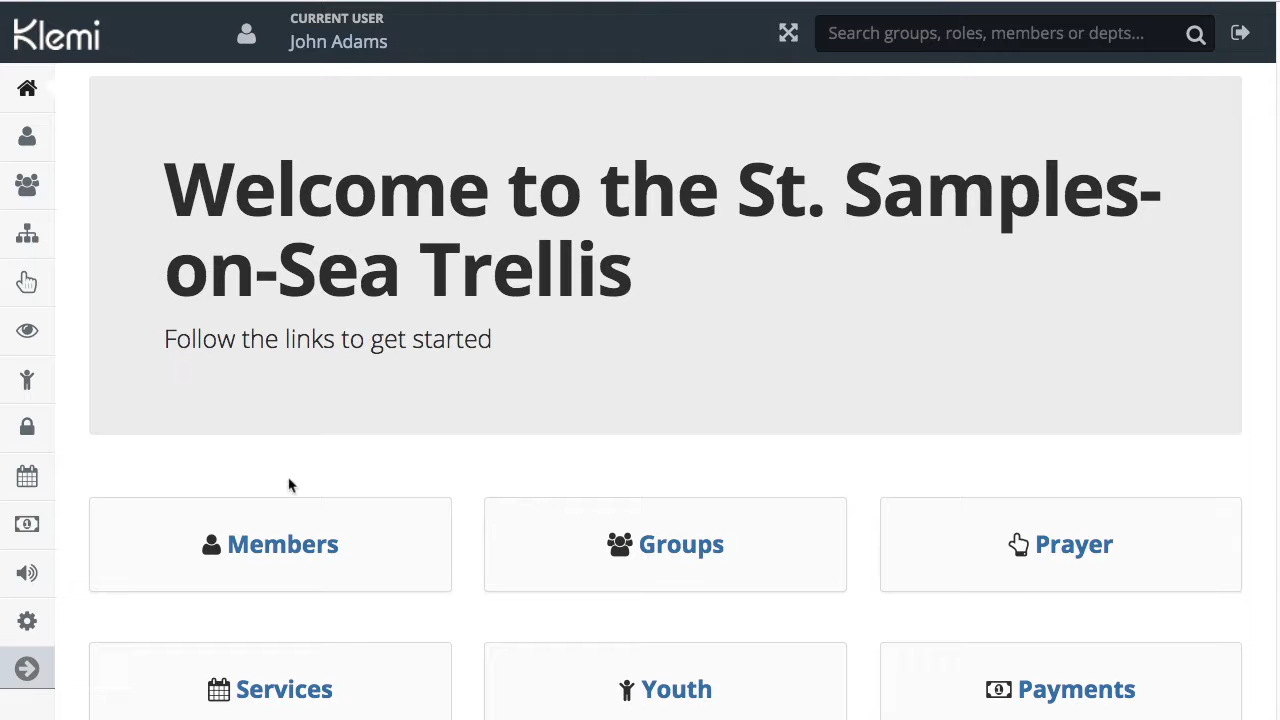 Klemi
CURRENT USER
John Adams
Search groups, roles, members or depts...
Welcome to the St. Samples-
on-Sea Trellis
Follow the links to get started
Members
Groups
Prayer
Services
Youth
Payments